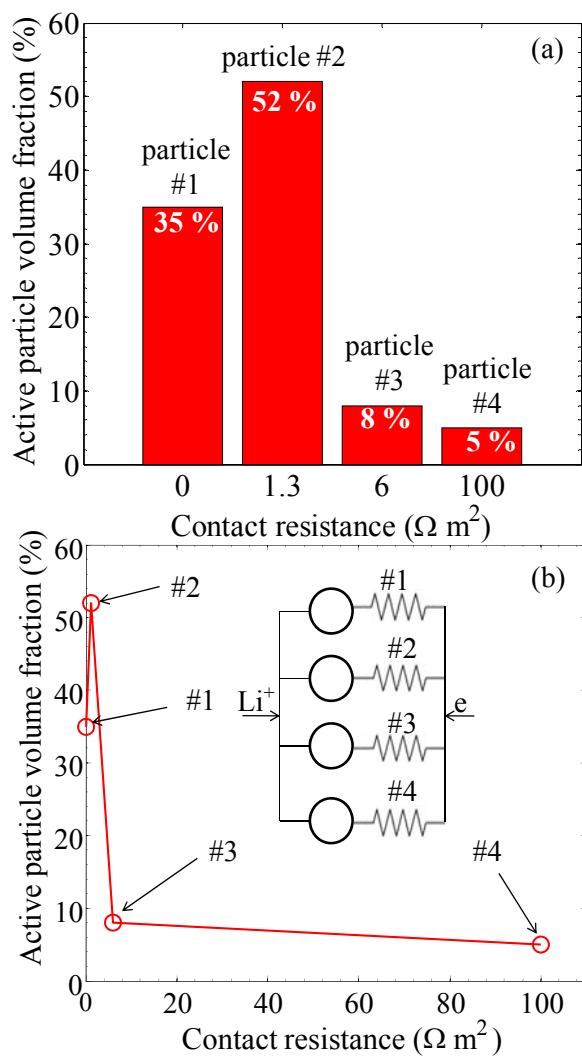 (a)
Active particle volume fraction (%)
60
50
40
30
20
10
0
particle #2
52 %
particle
#1
35 %
particle
#3
8 %
particle
#4
5 %
0 1.3 6 100
Contact resistance (Ω m²)
(b)
Active particle volume fraction (%)
60
50
40
30
20
10
0
#2
#1
#3
#4
#1
#2
Li⁺
e
#3
#4
0 20 40 60 80 100
Contact resistance (Ω m²)